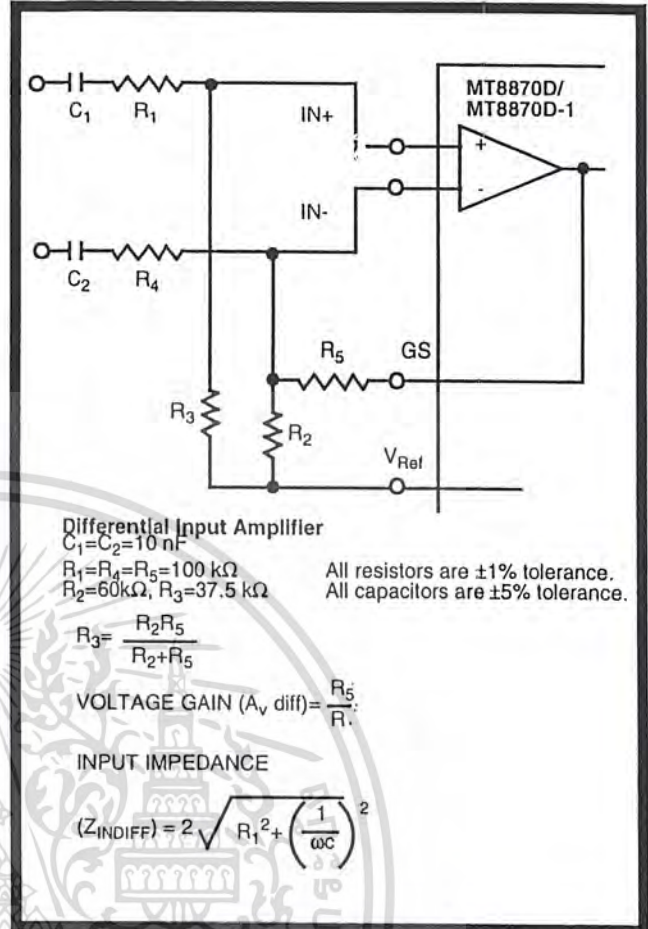 MT8870D/
MT8870D-1
C₁ R₁
IN+
+
-
IN-
C₂ R₄
R₅ GS
R₃
R₂
V_Ref
Differential Input Amplifier
C₁=C₂=10 nF
R₁=R₄=R₅=100 kΩ
All resistors are ±1% tolerance.
R₂=60kΩ, R₃=37.5 kΩ
All capacitors are ±5% tolerance.
R₃= R₂R₅ / R₂+R₅
VOLTAGE GAIN (Aᵥ diff)= R₅ / R
INPUT IMPEDANCE
(Z_INDIFF) = 2 √ R₁²+ (1 / ωc)²